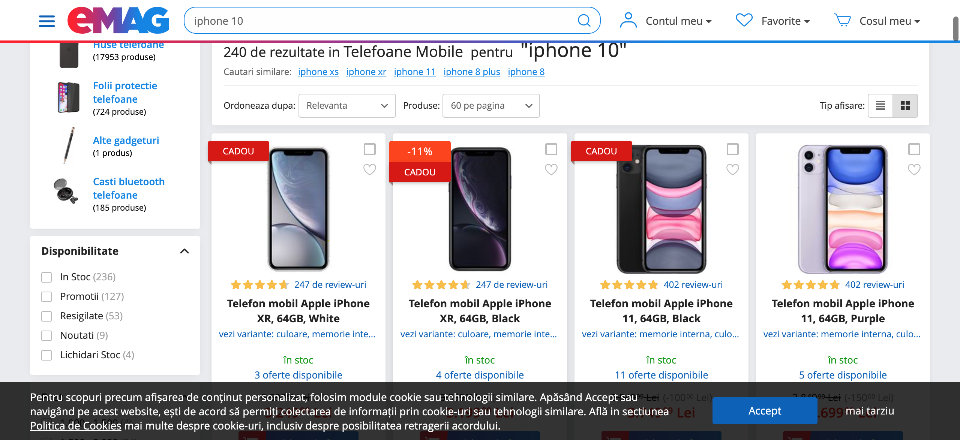 eMAG
iphone 10
Contul meu
Favorite
Cosul meu
Huse telefoane
(17953 produse)
Folii protectie
telefoane
(724 produse)
Alte gadgeturi
(1 produs)
Casti bluetooth
telefoane
(185 produse)
Disponibilitate
In Stoc (236)
Promotii (127)
Resigilate (53)
Noutati (9)
Lichidari Stoc (4)
240 de rezultate in Telefoane Mobile pentru "iphone 10"
Cautari similare: iphone xs iphone xr iphone 11 iphone 8 plus iphone 8
Ordoneaza dupa: Relevanta Produse: 60 pe pagina Tip afisare:
CADOU
247 de review-uri
Telefon mobil Apple iPhone
XR, 64GB, White
vezi variante: culoare, memorie inte...
în stoc
3 oferte disponibile
-11%
CADOU
247 de review-uri
Telefon mobil Apple iPhone
XR, 64GB, Black
vezi variante: culoare, memorie inte...
în stoc
4 oferte disponibile
CADOU
402 review-uri
Telefon mobil Apple iPhone
11, 64GB, Black
vezi variante: memorie interna, culo...
în stoc
11 oferte disponibile
402 review-uri
Telefon mobil Apple iPhone
11, 64GB, Purple
vezi variante: memorie interna, culo...
în stoc
5 oferte disponibile
Pentru scopuri precum afișarea de conținut personalizat, folosim module cookie sau tehnologii similare. Apăsând Accept sau
navigând pe acest website, ești de acord să permiți colectarea de informații prin cookie-uri sau tehnologii similare. Află in sectiunea
Politica de Cookies mai multe despre cookie-uri, inclusiv despre posibilitatea retragerii acordului.
Accept
mai tarziu